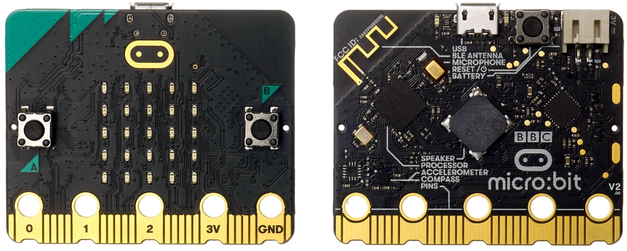 B
A
0 1 2 3V GND
FCC ID:
3V
USB
BLE ANTENNA
MICROPHONE
RESET /
BATTERY
SPEAKER
PROCESSOR
ACCELEROMETER
COMPASS
PINS
BBC
micro:bit
V2